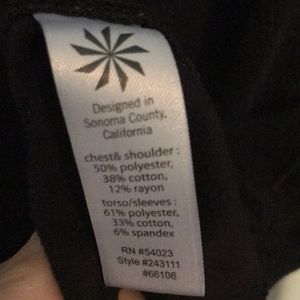 Designed in
Sonoma County,
California
chest& shoulder :
50% polyester,
38% cotton,
12% rayon
torso/sleeves :
61% polyester,
33% cotton,
6% spandex
RN #54023
Style #243111
#66106